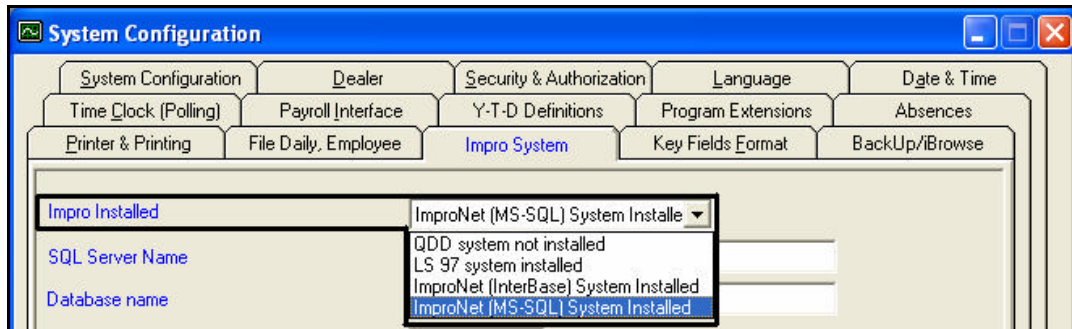 System Configuration
System Configuration Dealer Security & Authorization Language Date & Time
Time Clock (Polling) Payroll Interface Y-T-D Definitions Program Extensions Absences
Printer & Printing File Daily, Employee Impro System Key Fields Format BackUp/iBrowse
Impro Installed ImproNet (MS-SQL) System Installe
QDD system not installed
SQL Server Name
LS 97 system installed
ImproNet (InterBase) System Installed
Database name
ImproNet (MS-SQL) System Installed